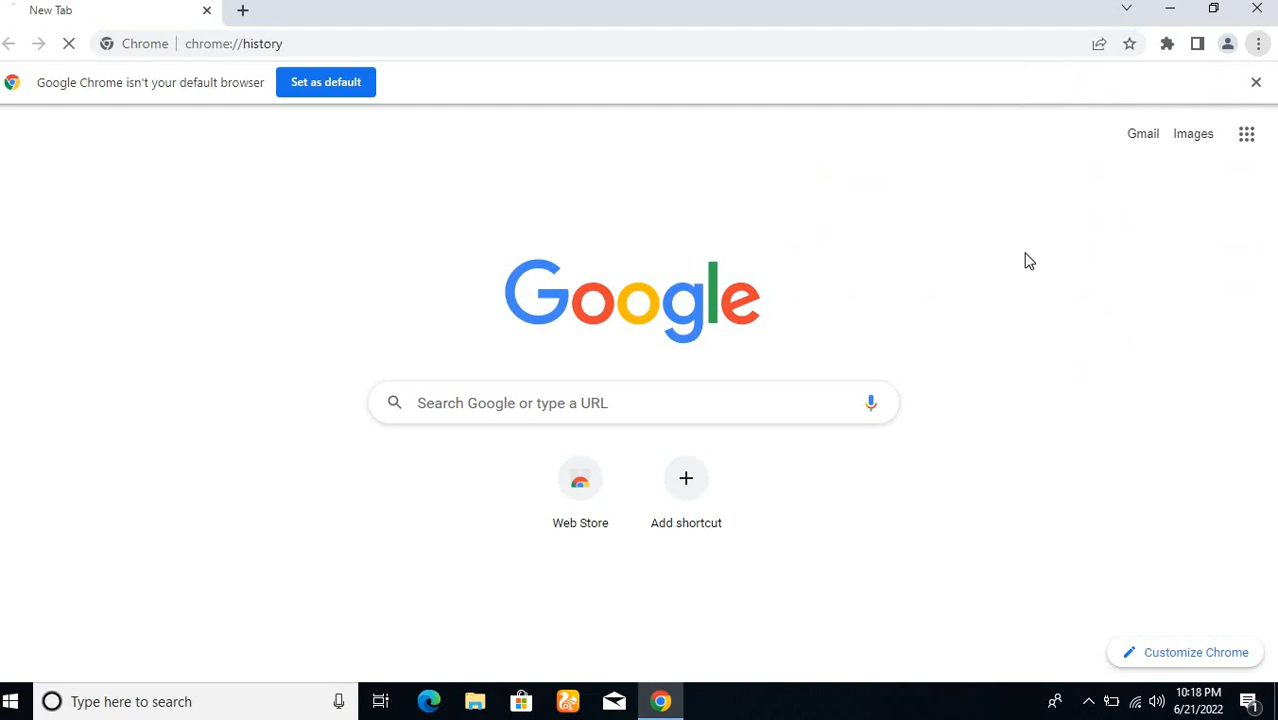 New Tab
Chrome chrome://history
Google Chrome isn't your default browser Set as default
Gmail Images
Google
Search Google or type a URL
Web Store Add shortcut
Customize Chrome
Type here to search
10:18 PM
6/21/2022
1